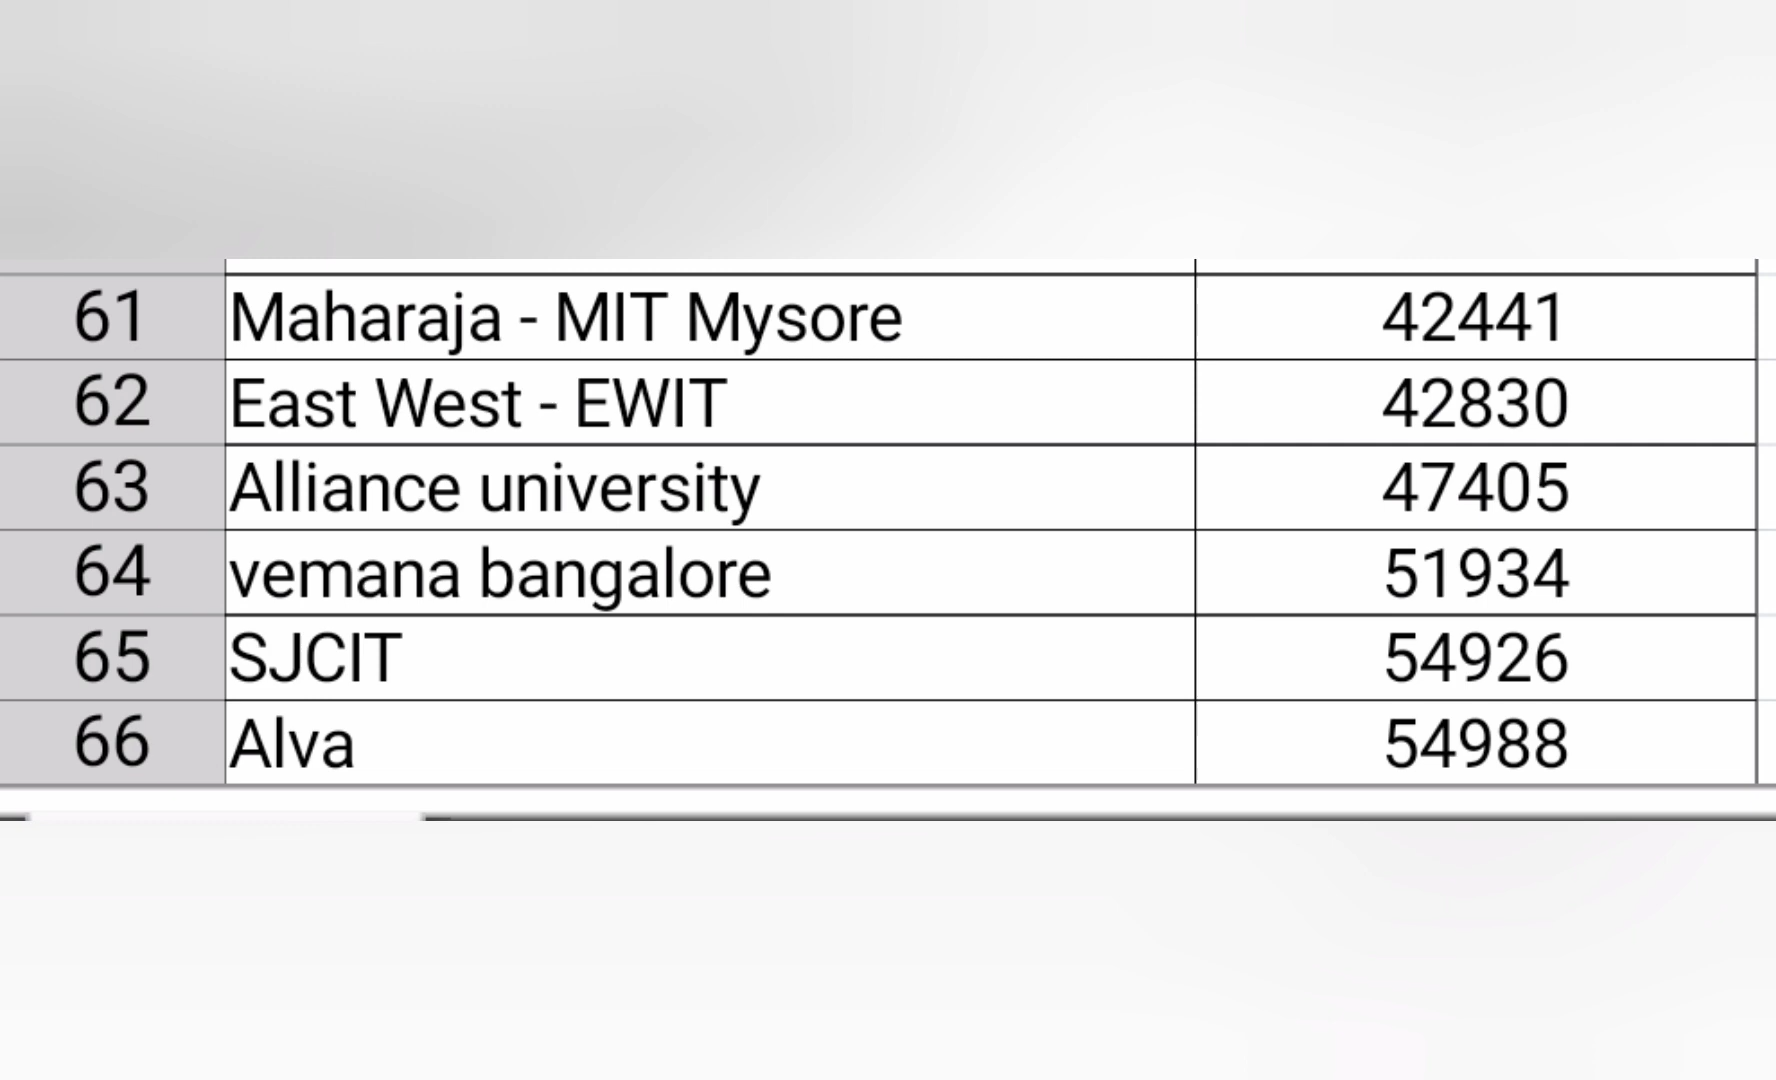 61 Maharaja - MIT Mysore 42441
62 East West - EWIT 42830
63 Alliance university 47405
64 vemana bangalore 51934
65 SJCIT 54926
66 Alva 54988